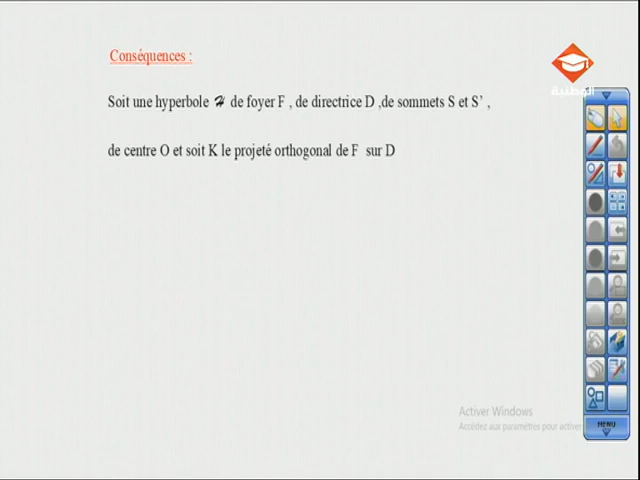 Conséquences :
الوطنية
Soit une hyperbole ℋ de foyer F , de directrice D ,de sommets S et S’ ,
de centre O et soit K le projeté orthogonal de F sur D
Activer Windows
Accédez aux paramètres pour activer
MENU